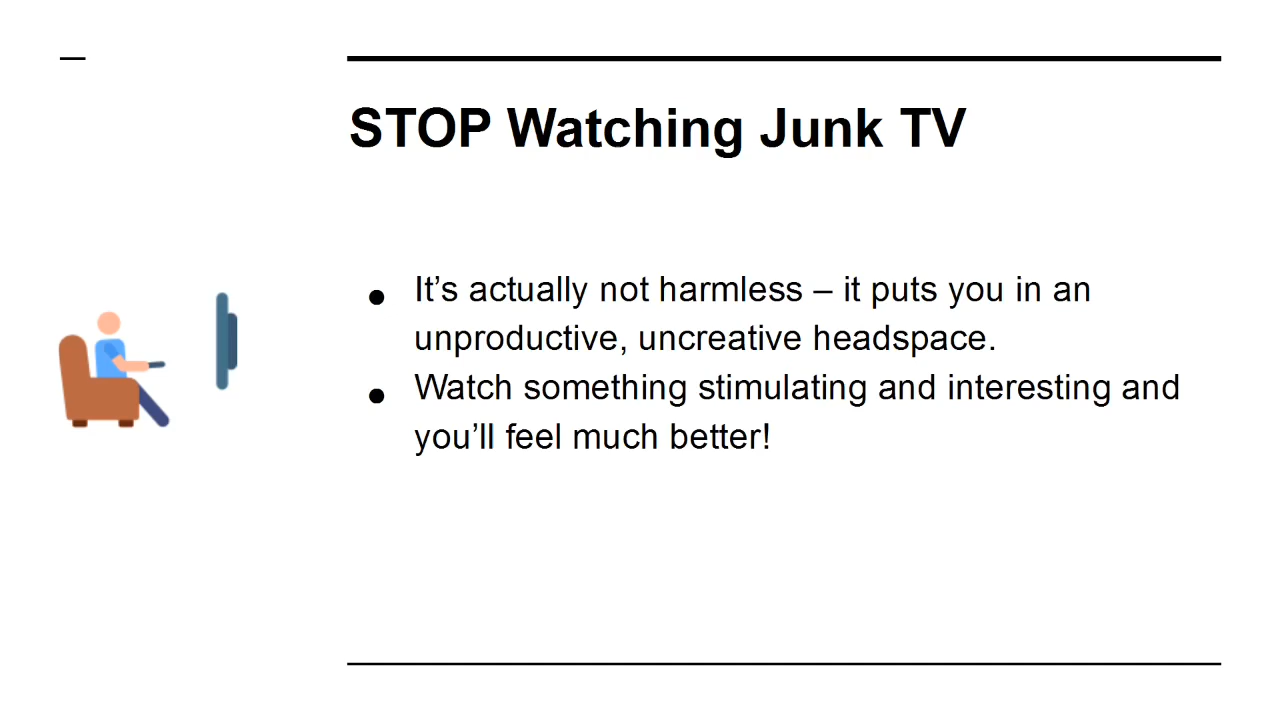 STOP Watching Junk TV
● It’s actually not harmless – it puts you in an
unproductive, uncreative headspace.
● Watch something stimulating and interesting and
you’ll feel much better!